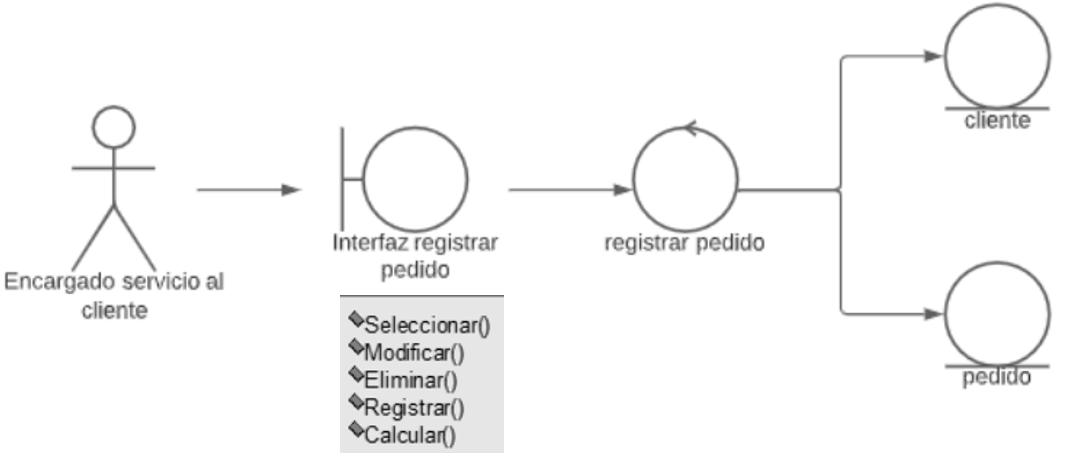 Encargado servicio al
cliente
Interfaz registrar
pedido
Seleccionar()
Modificar()
Eliminar()
Registrar()
Calcular()
registrar pedido
cliente
pedido